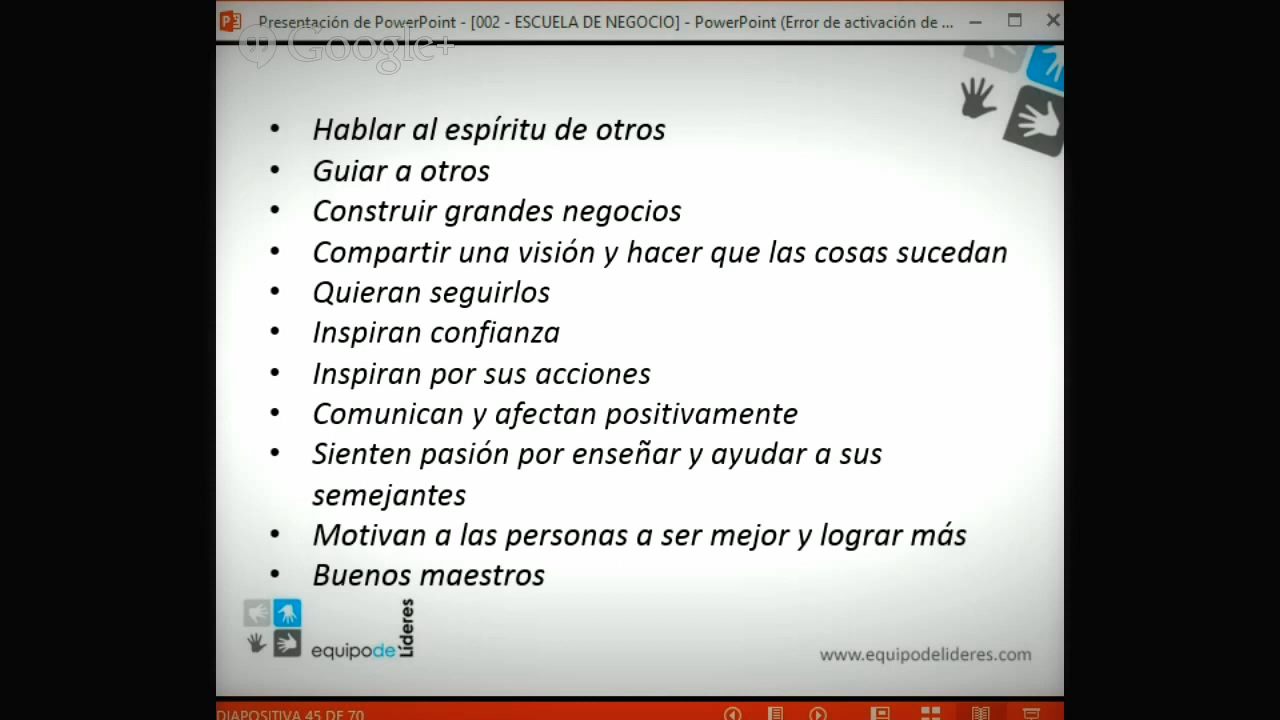 Presentación de PowerPoint - [002 - ESCUELA DE NEGOCIO] - PowerPoint (Error de activación de ...
Google+
• Hablar al espíritu de otros
• Guiar a otros
• Construir grandes negocios
• Compartir una visión y hacer que las cosas sucedan
• Quieran seguirlos
• Inspiran confianza
• Inspiran por sus acciones
• Comunican y afectan positivamente
• Sienten pasión por enseñar y ayudar a sus
semejantes
• Motivan a las personas a ser mejor y lograr más
• Buenos maestros
equipode Líderes
www.equipodelideres.com
DIAPOSITIVA 45 DE 70